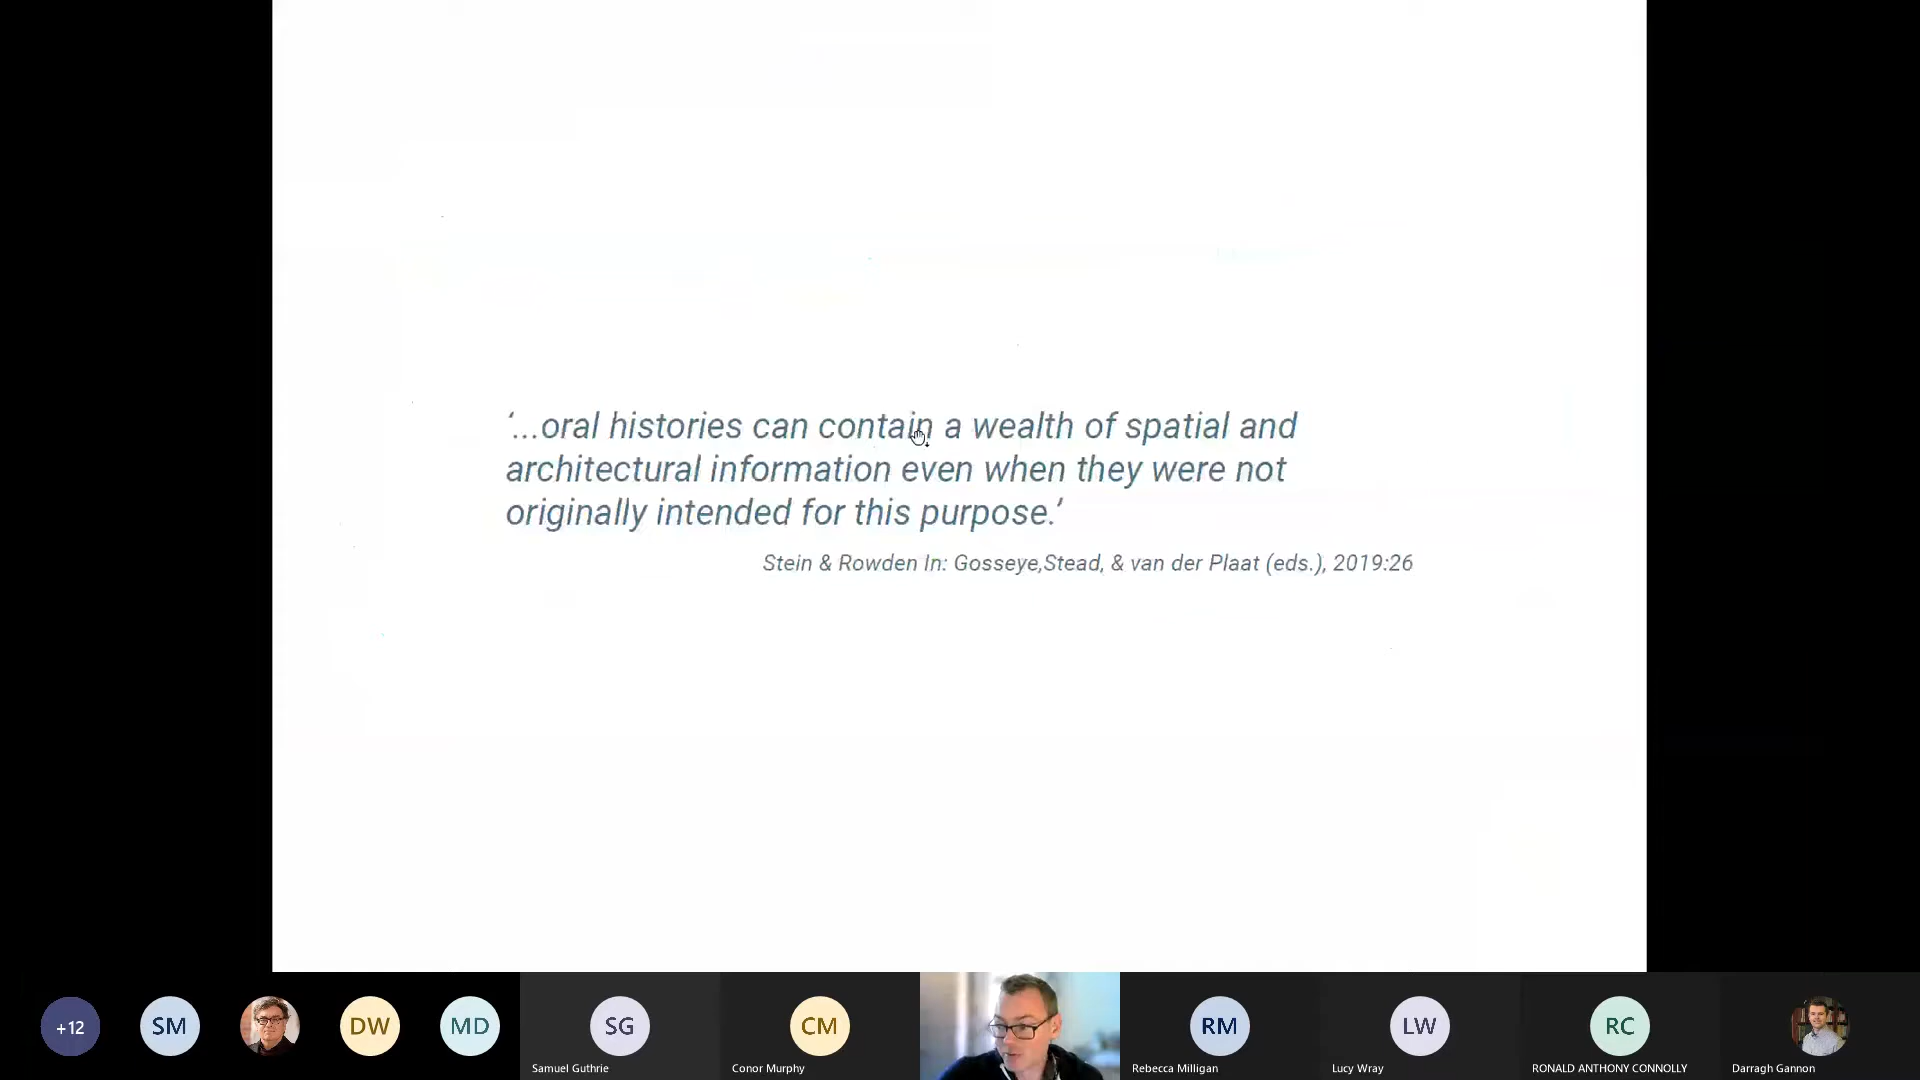 ‘...oral histories can contain a wealth of spatial and
architectural information even when they were not
originally intended for this purpose.’
Stein & Rowden In: Gosseye,Stead, & van der Plaat (eds.), 2019:26
+12
SM
DW
MD
SG
CM
RM
LW
RC
Samuel Guthrie
Conor Murphy
Rebecca Milligan
Lucy Wray
RONALD ANTHONY CONNOLLY
Darragh Gannon